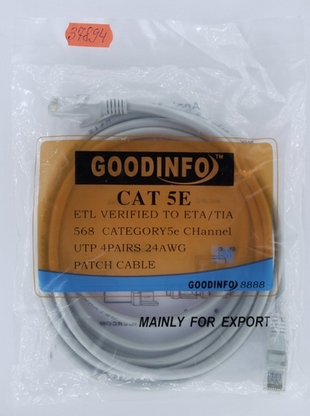 37894
GOODINFO™
CAT 5E
ETL VERIFIED TO ETA/TIA
568 CATEGORY5e CHannel
UTP 4PAIRS 24AWG
PATCH CABLE
GOODINFO 8888
MAINLY FOR EXPORT